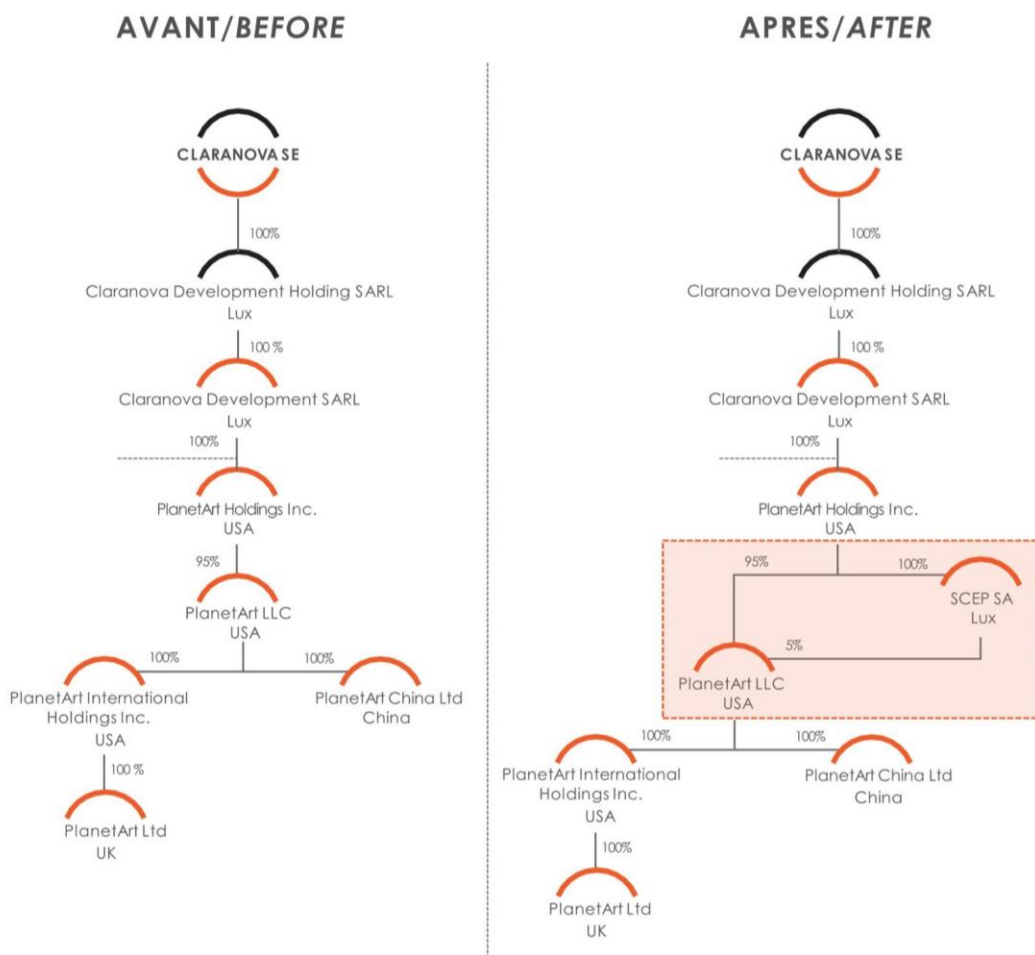 AVANT/BEFORE
CLARANOVA SE
100%
Claranova Development Holding SARL
Lux
100 %
Claranova Development SARL
Lux
100%
PlanetArt Holdings Inc.
USA
95%
PlanetArt LLC
USA
100%
100%
PlanetArt International
Holdings Inc.
USA
PlanetArt China Ltd
China
100 %
PlanetArt Ltd
UK
APRES/AFTER
CLARANOVA SE
100%
Claranova Development Holding SARL
Lux
100 %
Claranova Development SARL
Lux
100%
PlanetArt Holdings Inc.
USA
95%
100%
SCEP SA
Lux
5%
PlanetArt LLC
USA
100%
100%
PlanetArt International
Holdings Inc.
USA
PlanetArt China Ltd
China
100%
PlanetArt Ltd
UK